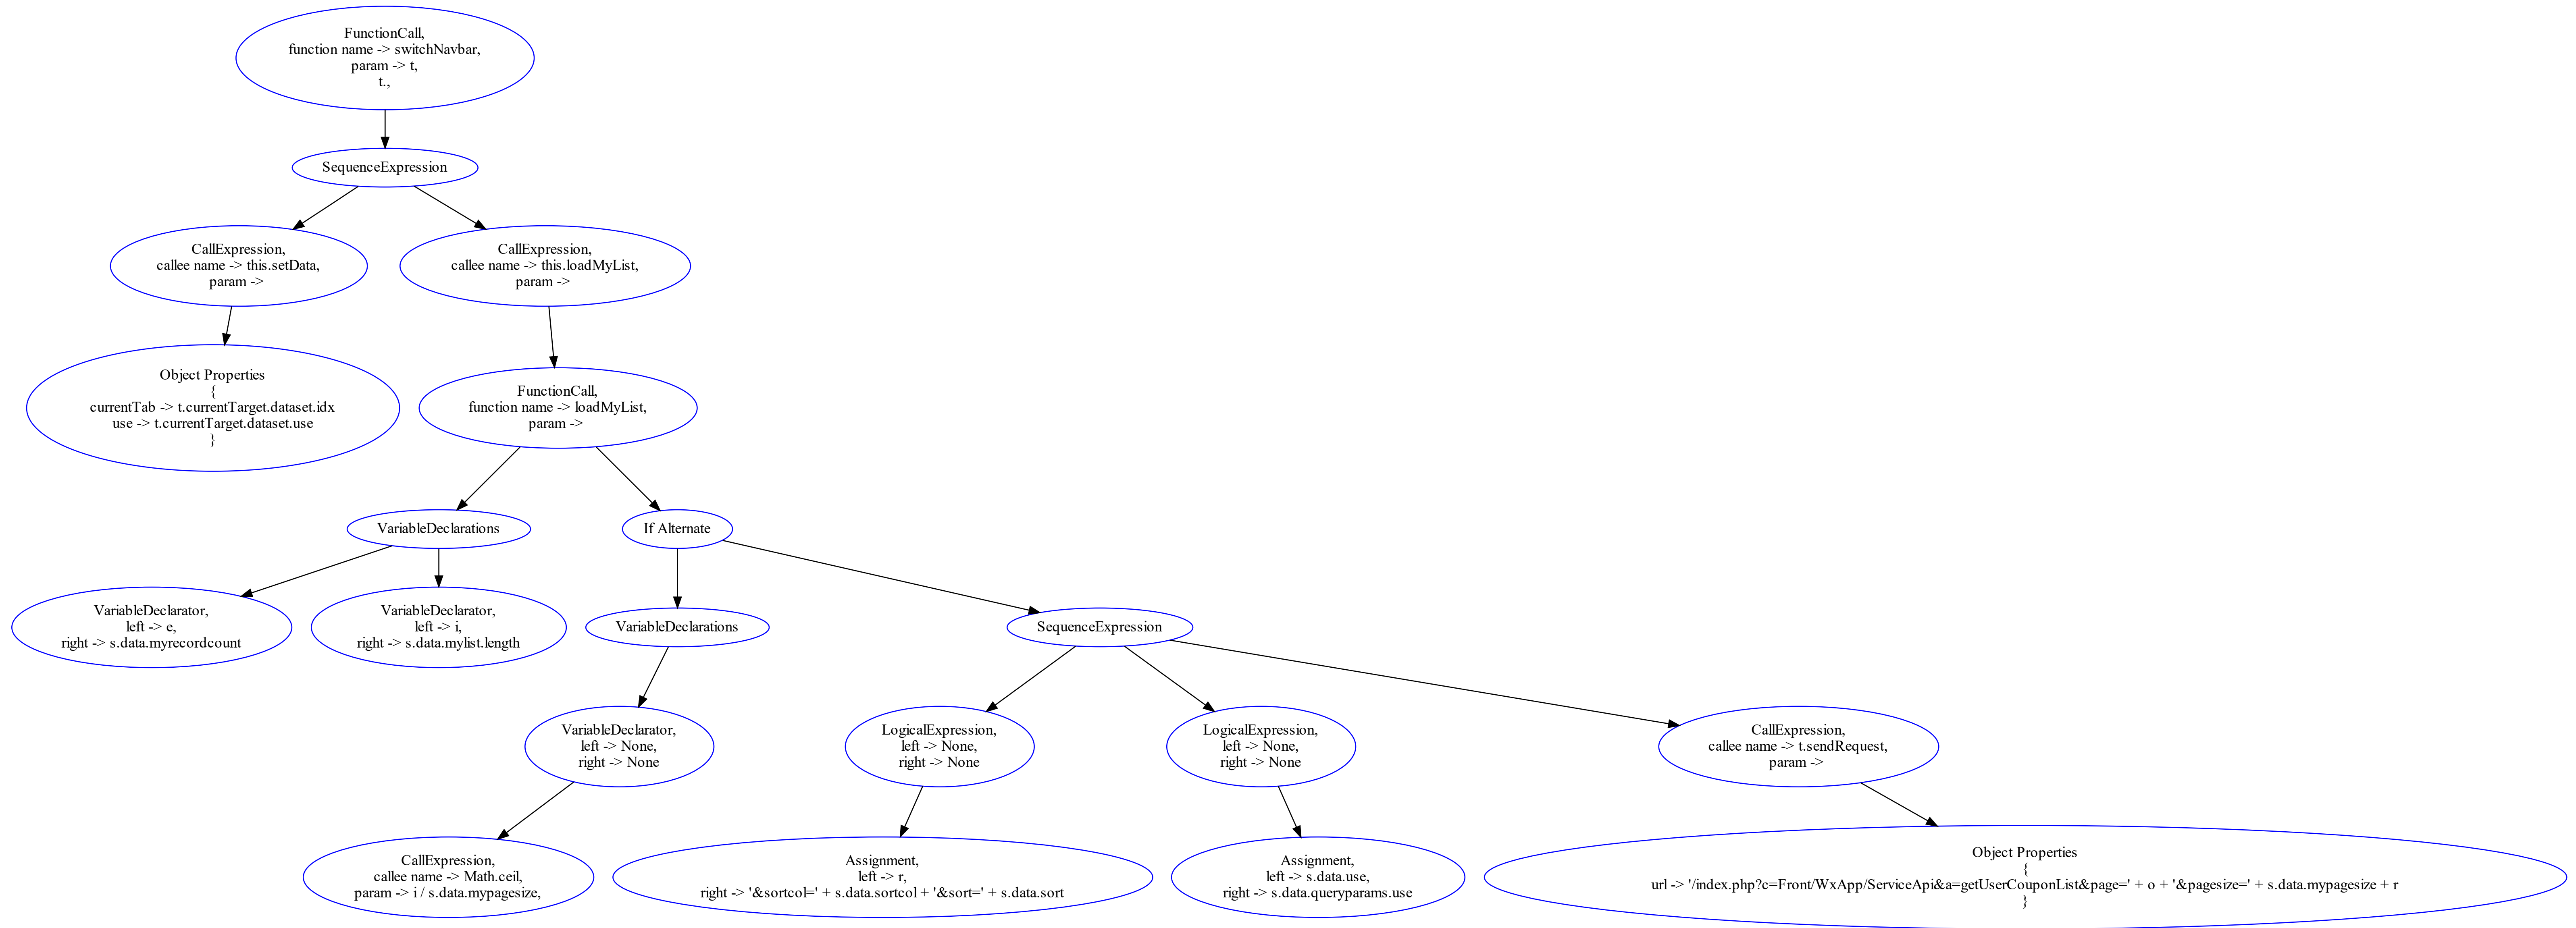 FunctionCall,
function name -> switchNavbar,
param -> t,
t.,
SequenceExpression
CallExpression,
callee name -> this.setData,
param ->
CallExpression,
callee name -> this.loadMyList,
param ->
Object Properties
{
currentTab -> t.currentTarget.dataset.idx
use -> t.currentTarget.dataset.use
}
FunctionCall,
function name -> loadMyList,
param ->
VariableDeclarations
If Alternate
VariableDeclarator,
left -> e,
right -> s.data.myrecordcount
VariableDeclarator,
left -> i,
right -> s.data.mylist.length
VariableDeclarations
SequenceExpression
VariableDeclarator,
left -> None,
right -> None
LogicalExpression,
left -> None,
right -> None
LogicalExpression,
left -> None,
right -> None
CallExpression,
callee name -> t.sendRequest,
param ->
CallExpression,
callee name -> Math.ceil,
param -> i / s.data.mypagesize,
Assignment,
left -> r,
right -> '&sortcol=' + s.data.sortcol + '&sort=' + s.data.sort
Assignment,
left -> s.data.use,
right -> s.data.queryparams.use
Object Properties
{
url -> '/index.php?c=Front/WxApp/ServiceApi&a=getUserCouponList&page=' + o + '&pagesize=' + s.data.mypagesize + r
}